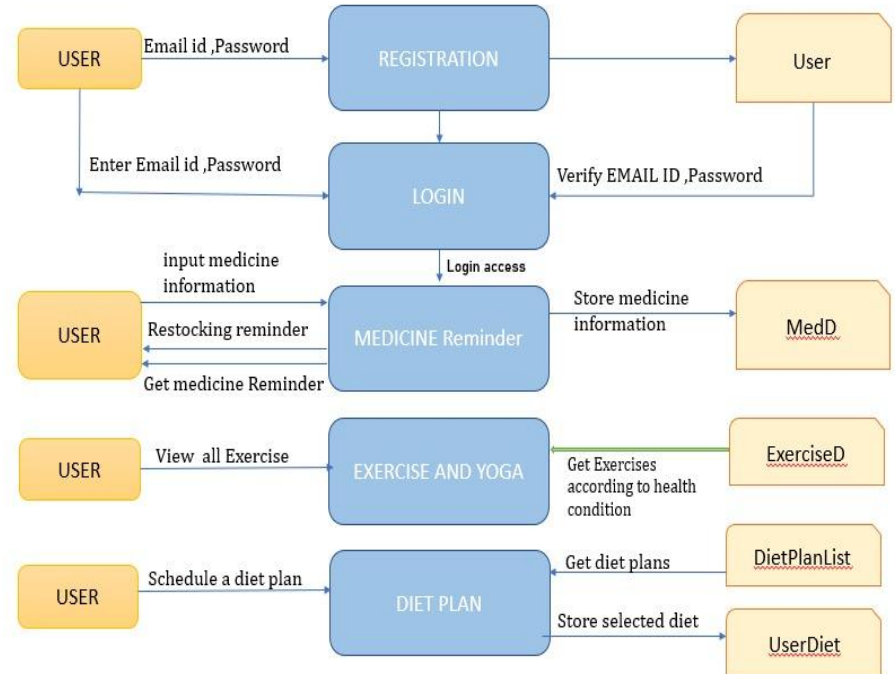 Email id ,Password
USER
REGISTRATION
User
Enter Email id ,Password
Verify EMAIL ID ,Password
LOGIN
Login access
input medicine
information
Store medicine
information
USER
Restocking reminder
MEDICINE Reminder
MedD
Get medicine Reminder
View  all Exercise
USER
EXERCISE AND YOGA
ExerciseD
Get Exercises
according to health
condition
Get diet plans
DietPlanList
Schedule a diet plan
USER
DIET PLAN
Store selected diet
UserDiet